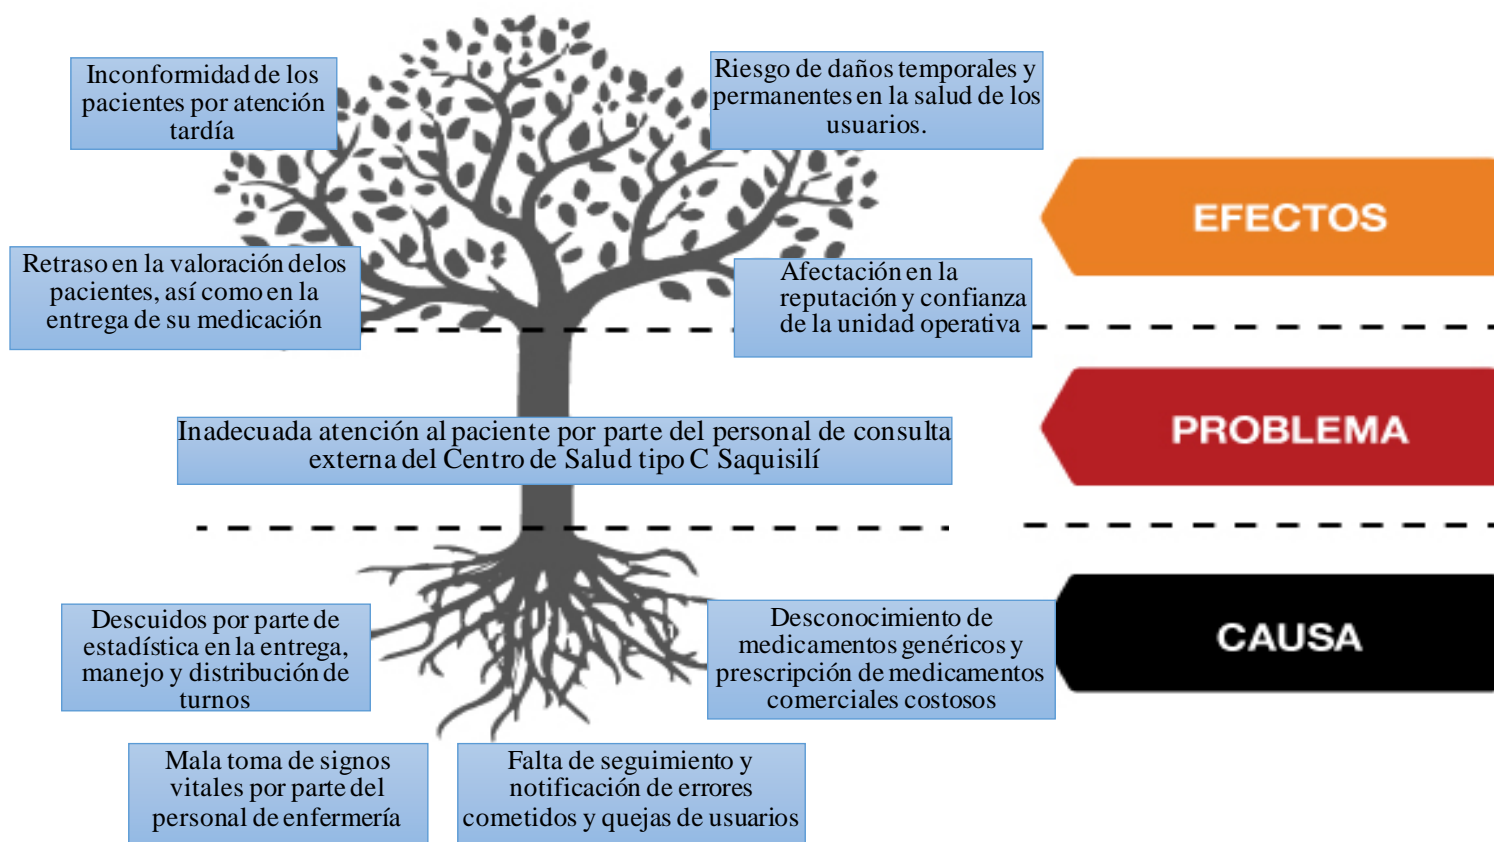 Inconformidad de los
pacientes por atención
tardía
Riesgo de daños temporales y
permanentes en la salud de los
usuarios.
EFECTOS
Retraso en la valoración delos
pacientes, así como en la
entrega de su medicación
Afectación en la
reputación y confianza
de la unidad operativa
Inadecuada atención al paciente por parte del personal de consulta
externa del Centro de Salud tipo C Saquisilí
PROBLEMA
Descuidos por parte de
estadística en la entrega,
manejo y distribución de
turnos
Desconocimiento de
medicamentos genéricos y
prescripción de medicamentos
comerciales costosos
CAUSA
Mala toma de signos
vitales por parte del
personal de enfermería
Falta de seguimiento y
notificación de errores
cometidos y quejas de usuarios